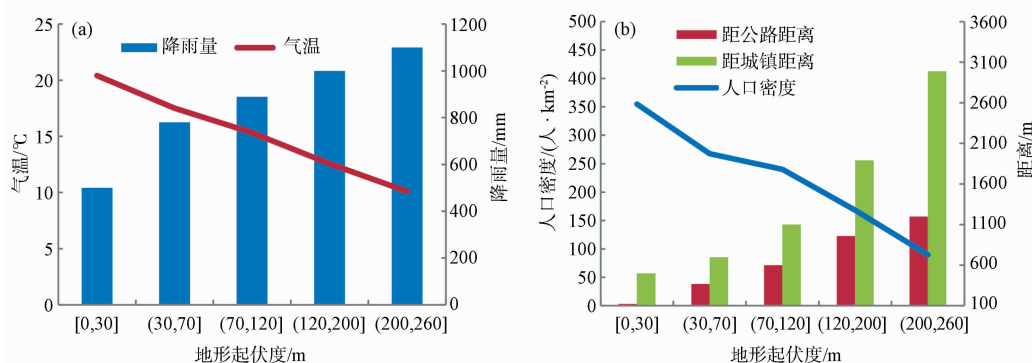 (a)
降雨量 气温
气温/℃
25
20
15
10
5
0
1200
1000
800
600
400
200
0
降雨量/mm
[0,30] (30,70] (70,120] (120,200] (200,260]
地形起伏度/m
(b)
距公路距离
距城镇距离
人口密度
人口密度/(人·km⁻²)
500
450
400
350
300
250
200
150
100
50
0
3600
3100
2600
2100
1600
1100
600
100
距离/m
[0,30] (30,70] (70,120] (120,200] (200,260]
地形起伏度/m